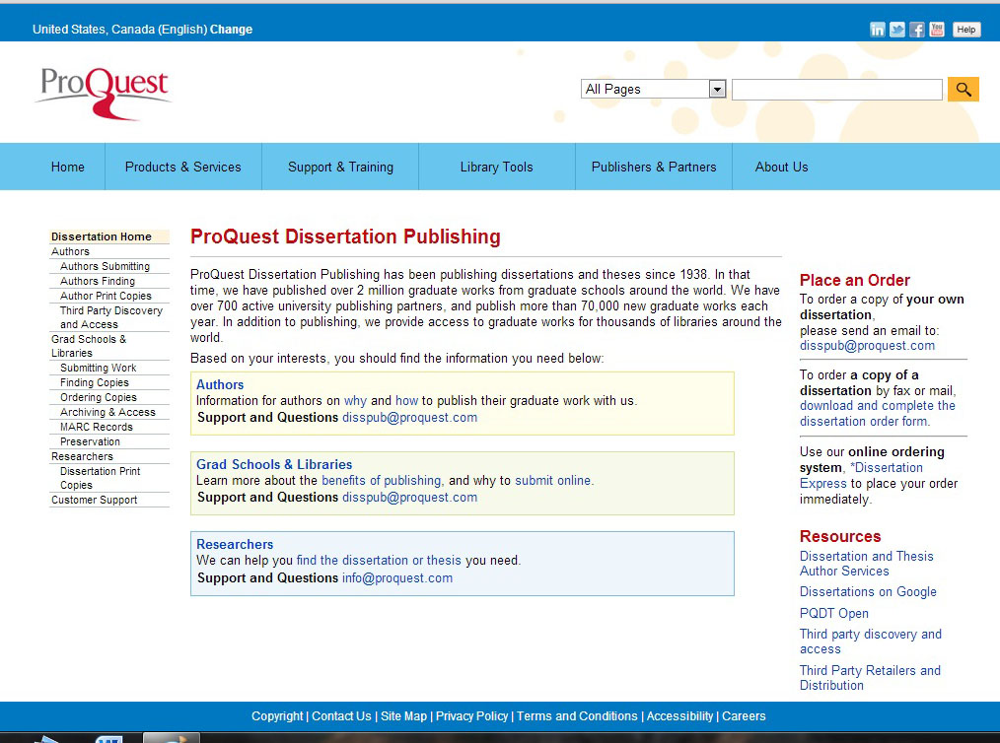 United States, Canada (English) Change
Help
ProQuest
All Pages
Home
Products & Services
Support & Training
Library Tools
Publishers & Partners
About Us
Dissertation Home
Authors
Authors Submitting
Authors Finding
Author Print Copies
Third Party Discovery
and Access
Grad Schools &
Libraries
Submitting Work
Finding Copies
Ordering Copies
Archiving & Access
MARC Records
Preservation
Researchers
Dissertation Print
Copies
Customer Support
ProQuest Dissertation Publishing
ProQuest Dissertation Publishing has been publishing dissertations and theses since 1938. In that
time, we have published over 2 million graduate works from graduate schools around the world. We have
over 700 active university publishing partners, and publish more than 70,000 new graduate works each
year. In addition to publishing, we provide access to graduate works for thousands of libraries around the
world.
Based on your interests, you should find the information you need below:
Authors
Information for authors on why and how to publish their graduate work with us.
Support and Questions disspub@proquest.com
Grad Schools & Libraries
Learn more about the benefits of publishing, and why to submit online.
Support and Questions disspub@proquest.com
Researchers
We can help you find the dissertation or thesis you need.
Support and Questions info@proquest.com
Place an Order
To order a copy of your own
dissertation,
please send an email to:
disspub@proquest.com
To order a copy of a
dissertation by fax or mail,
download and complete the
dissertation order form.
Use our online ordering
system, *Dissertation
Express to place your order
immediately.
Resources
Dissertation and Thesis
Author Services
Dissertations on Google
PQDT Open
Third party discovery and
access
Third Party Retailers and
Distribution
Copyright | Contact Us | Site Map | Privacy Policy | Terms and Conditions | Accessibility | Careers